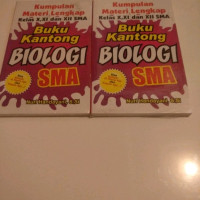 Kumpulan
Materi Lengkap
Kelas X,XI dan XII SMA
Buku
Kantong
BIOLOGI
SMA
Kumpulan
Materi Lengkap
Kelas X,XI dan XII SMA
Buku
Kantong
BIOLOGI
SMA